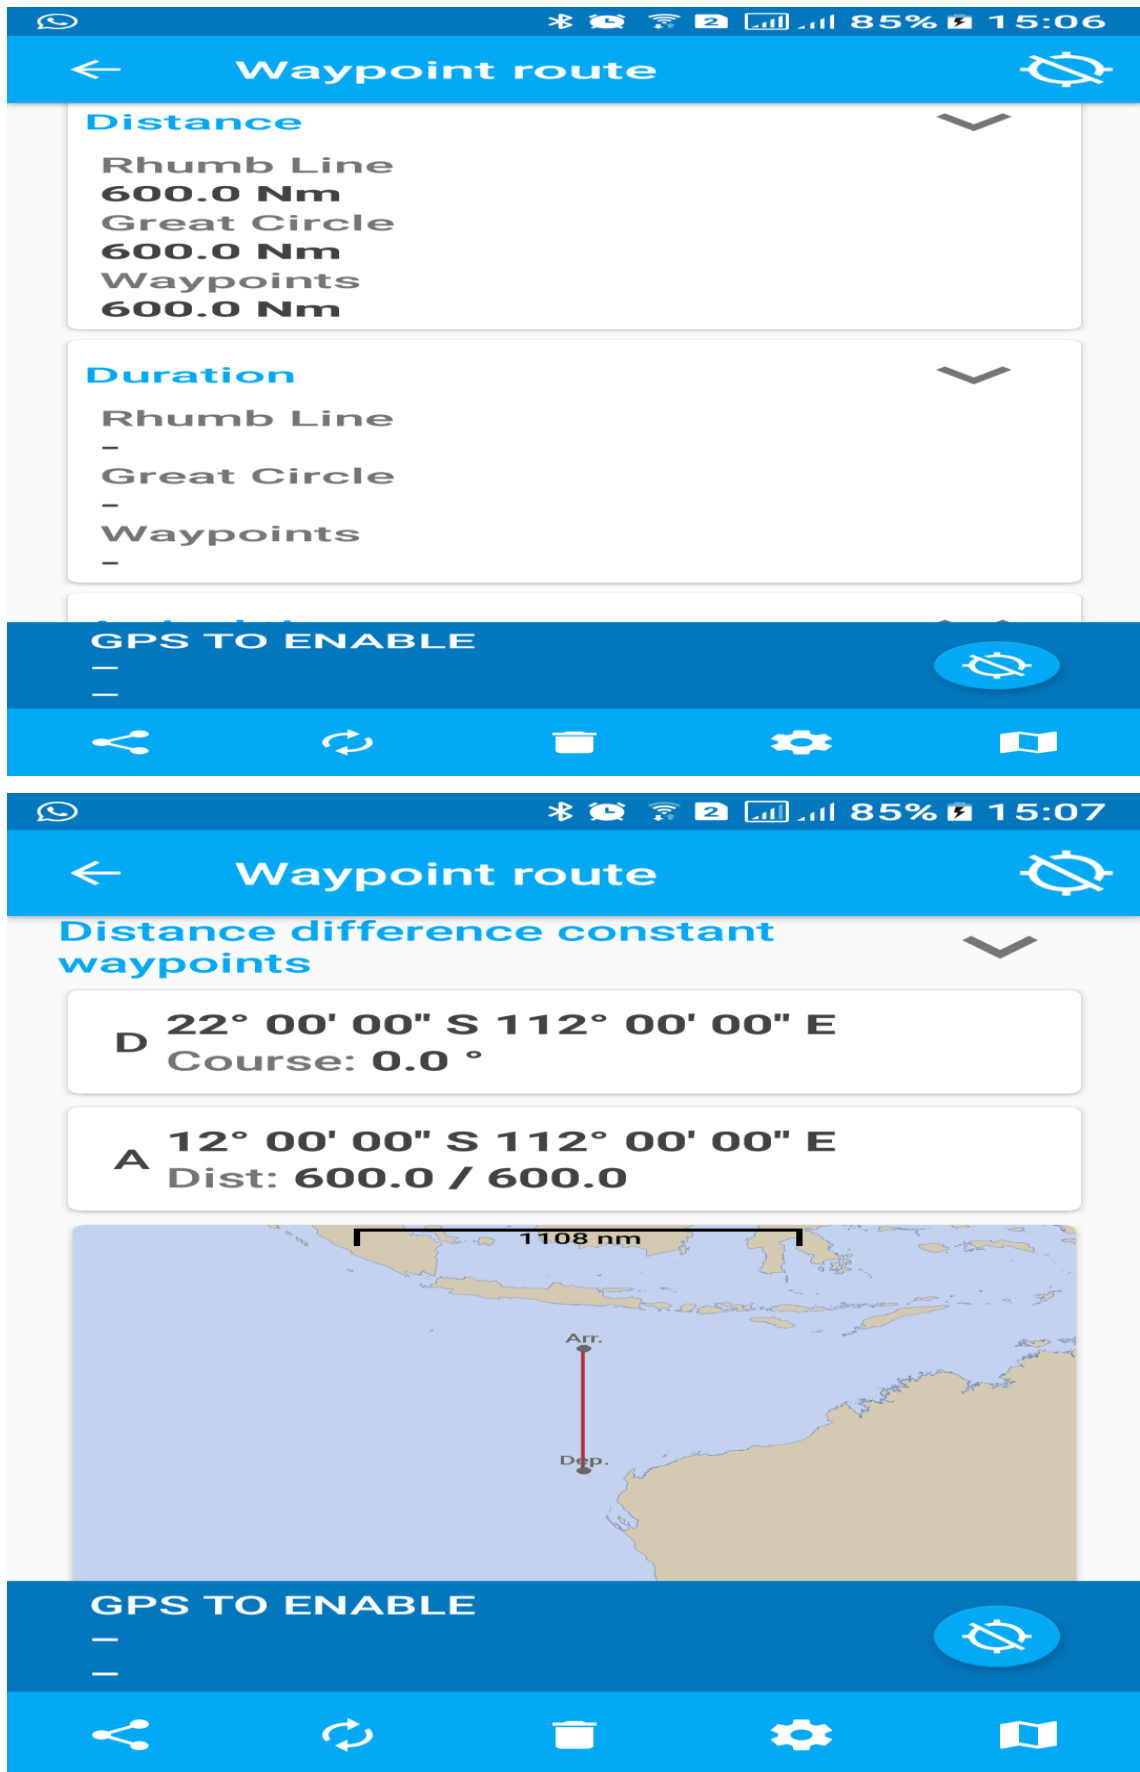 2 85% 15:06
Waypoint route
Distance
Rhumb Line
600.0 Nm
Great Circle
600.0 Nm
Waypoints
600.0 Nm
Duration
Rhumb Line
–
Great Circle
–
Waypoints
–
GPS TO ENABLE
–
–
2 85% 15:07
Waypoint route
Distance difference constant
waypoints
D
22° 00' 00" S 112° 00' 00" E
Course: 0.0 °
A
12° 00' 00" S 112° 00' 00" E
Dist: 600.0 / 600.0
1108 nm
Arr.
Dep.
GPS TO ENABLE
–
–